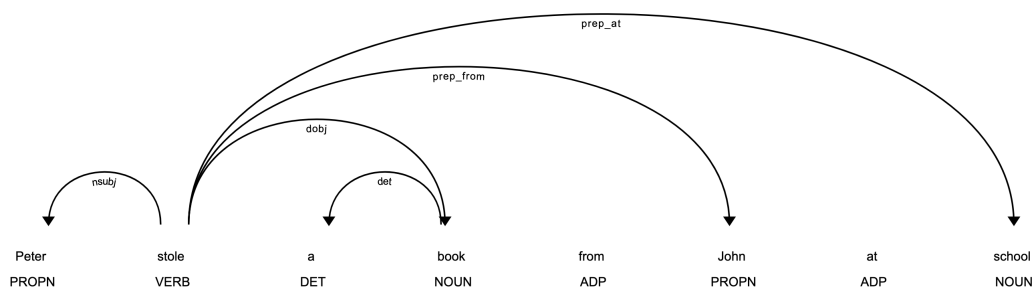 prep_at
prep_from
dobj
nsubj det
Peter stole a book from John at school
PROPN VERB DET NOUN ADP PROPN ADP NOUN